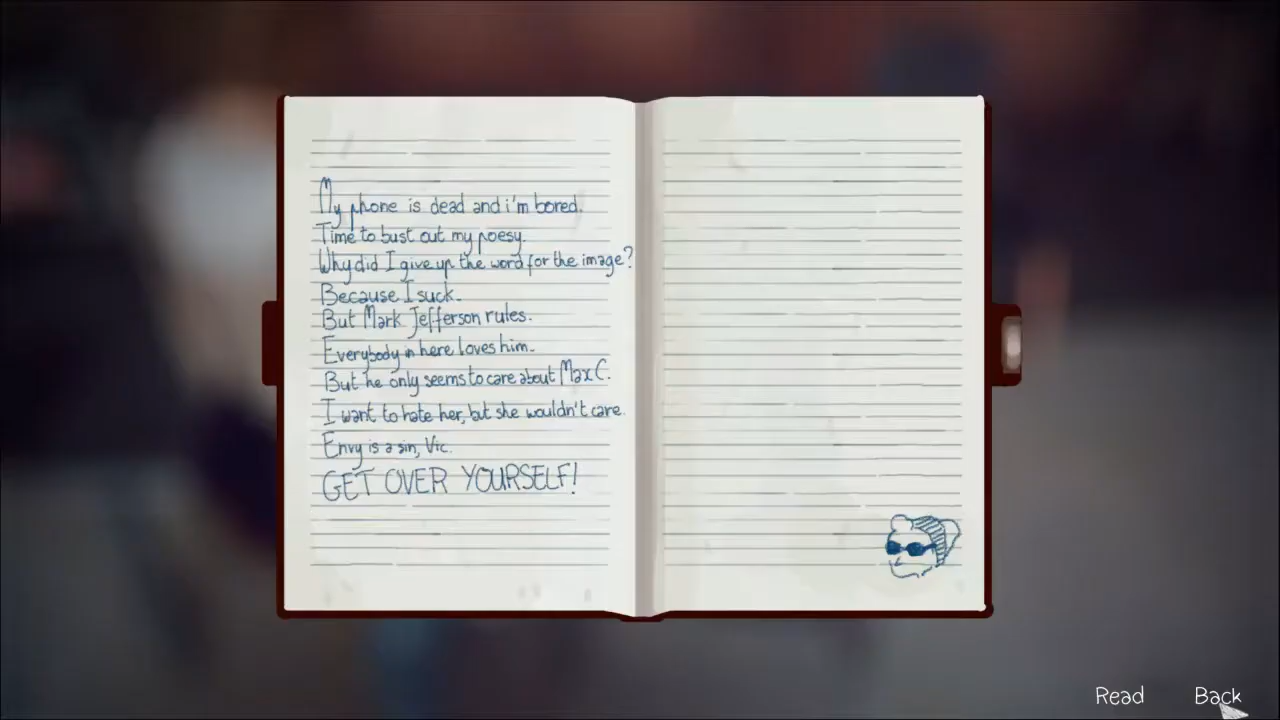 My phone is dead and i'm bored.
Time to bust out my poesy.
Why did I give up the word for the image?
Because I suck.
But Mark Jefferson rules.
Everybody in here loves him.
But he only seems to care about Max C.
I want to hate her, but she wouldn't care.
Envy is a sin, Vic.
GET OVER YOURSELF!
Read Back